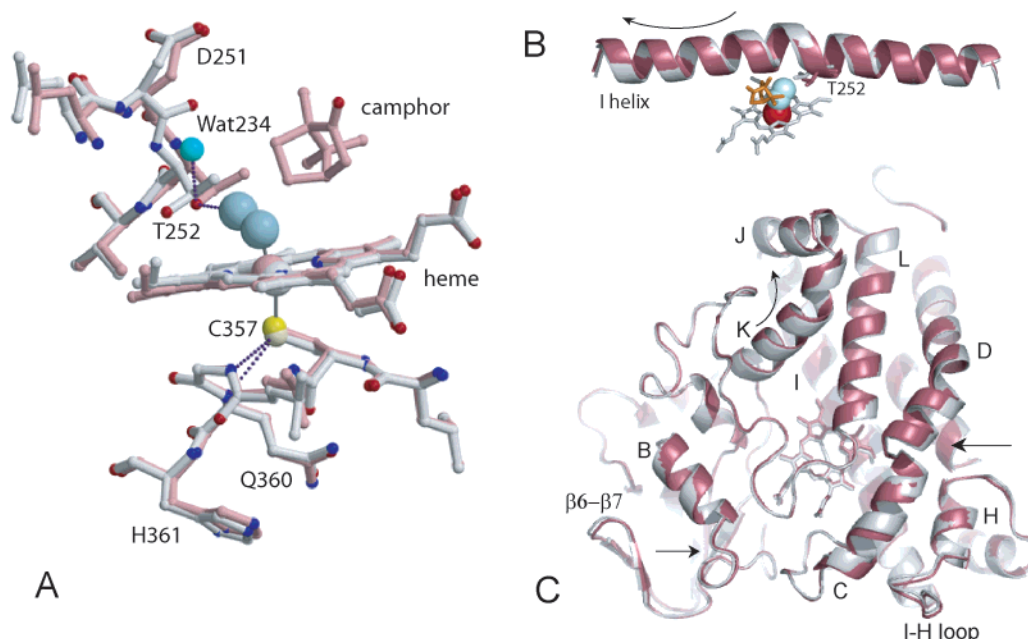 D251
Wat234
camphor
T252
heme
C357
Q360
H361
A
B
T252
I helix
J
L
K
D
I
B
β6–β7
H
C
C
I-H loop